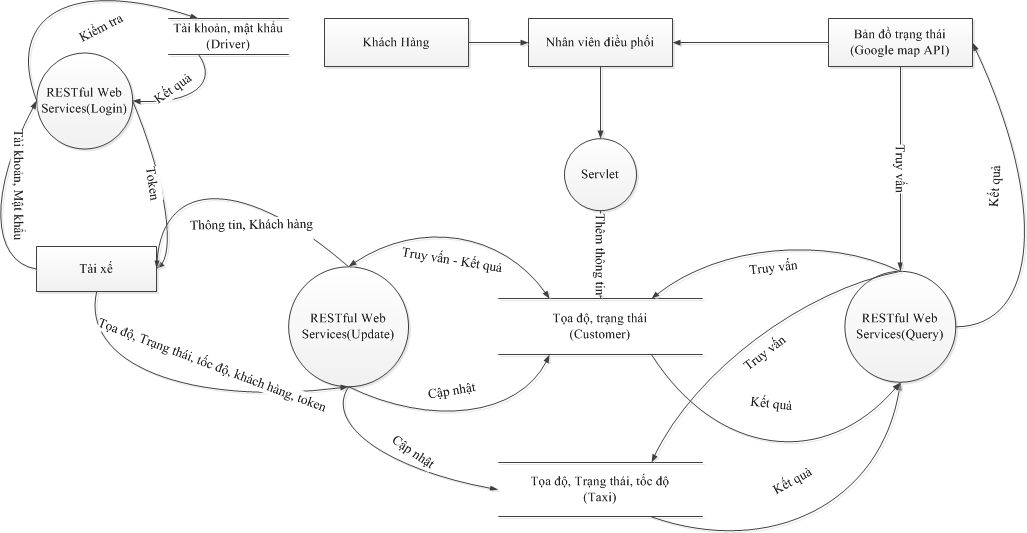 Kiểm tra
Tài khoản, mật khẩu
(Driver)
Kết quả
RESTful Web
Services(Login)
Tài khoản, Mật khẩu
Token
Tài xế
Khách Hàng
Nhân viên điều phối
Bản đồ trạng thái
(Google map API)
Servlet
Thêm thông tin
Truy vấn
Kết quả
Thông tin, Khách hàng
Truy vấn - Kết quả
Truy vấn
RESTful Web
Services(Update)
Tọa độ, trạng thái
(Customer)
RESTful Web
Services(Query)
Tọa độ, Trạng thái, tốc độ, khách hàng, token
Cập nhật
Truy vấn
Kết quả
Cập nhật
Tọa độ, Trạng thái, tốc độ
(Taxi)
Kết quả